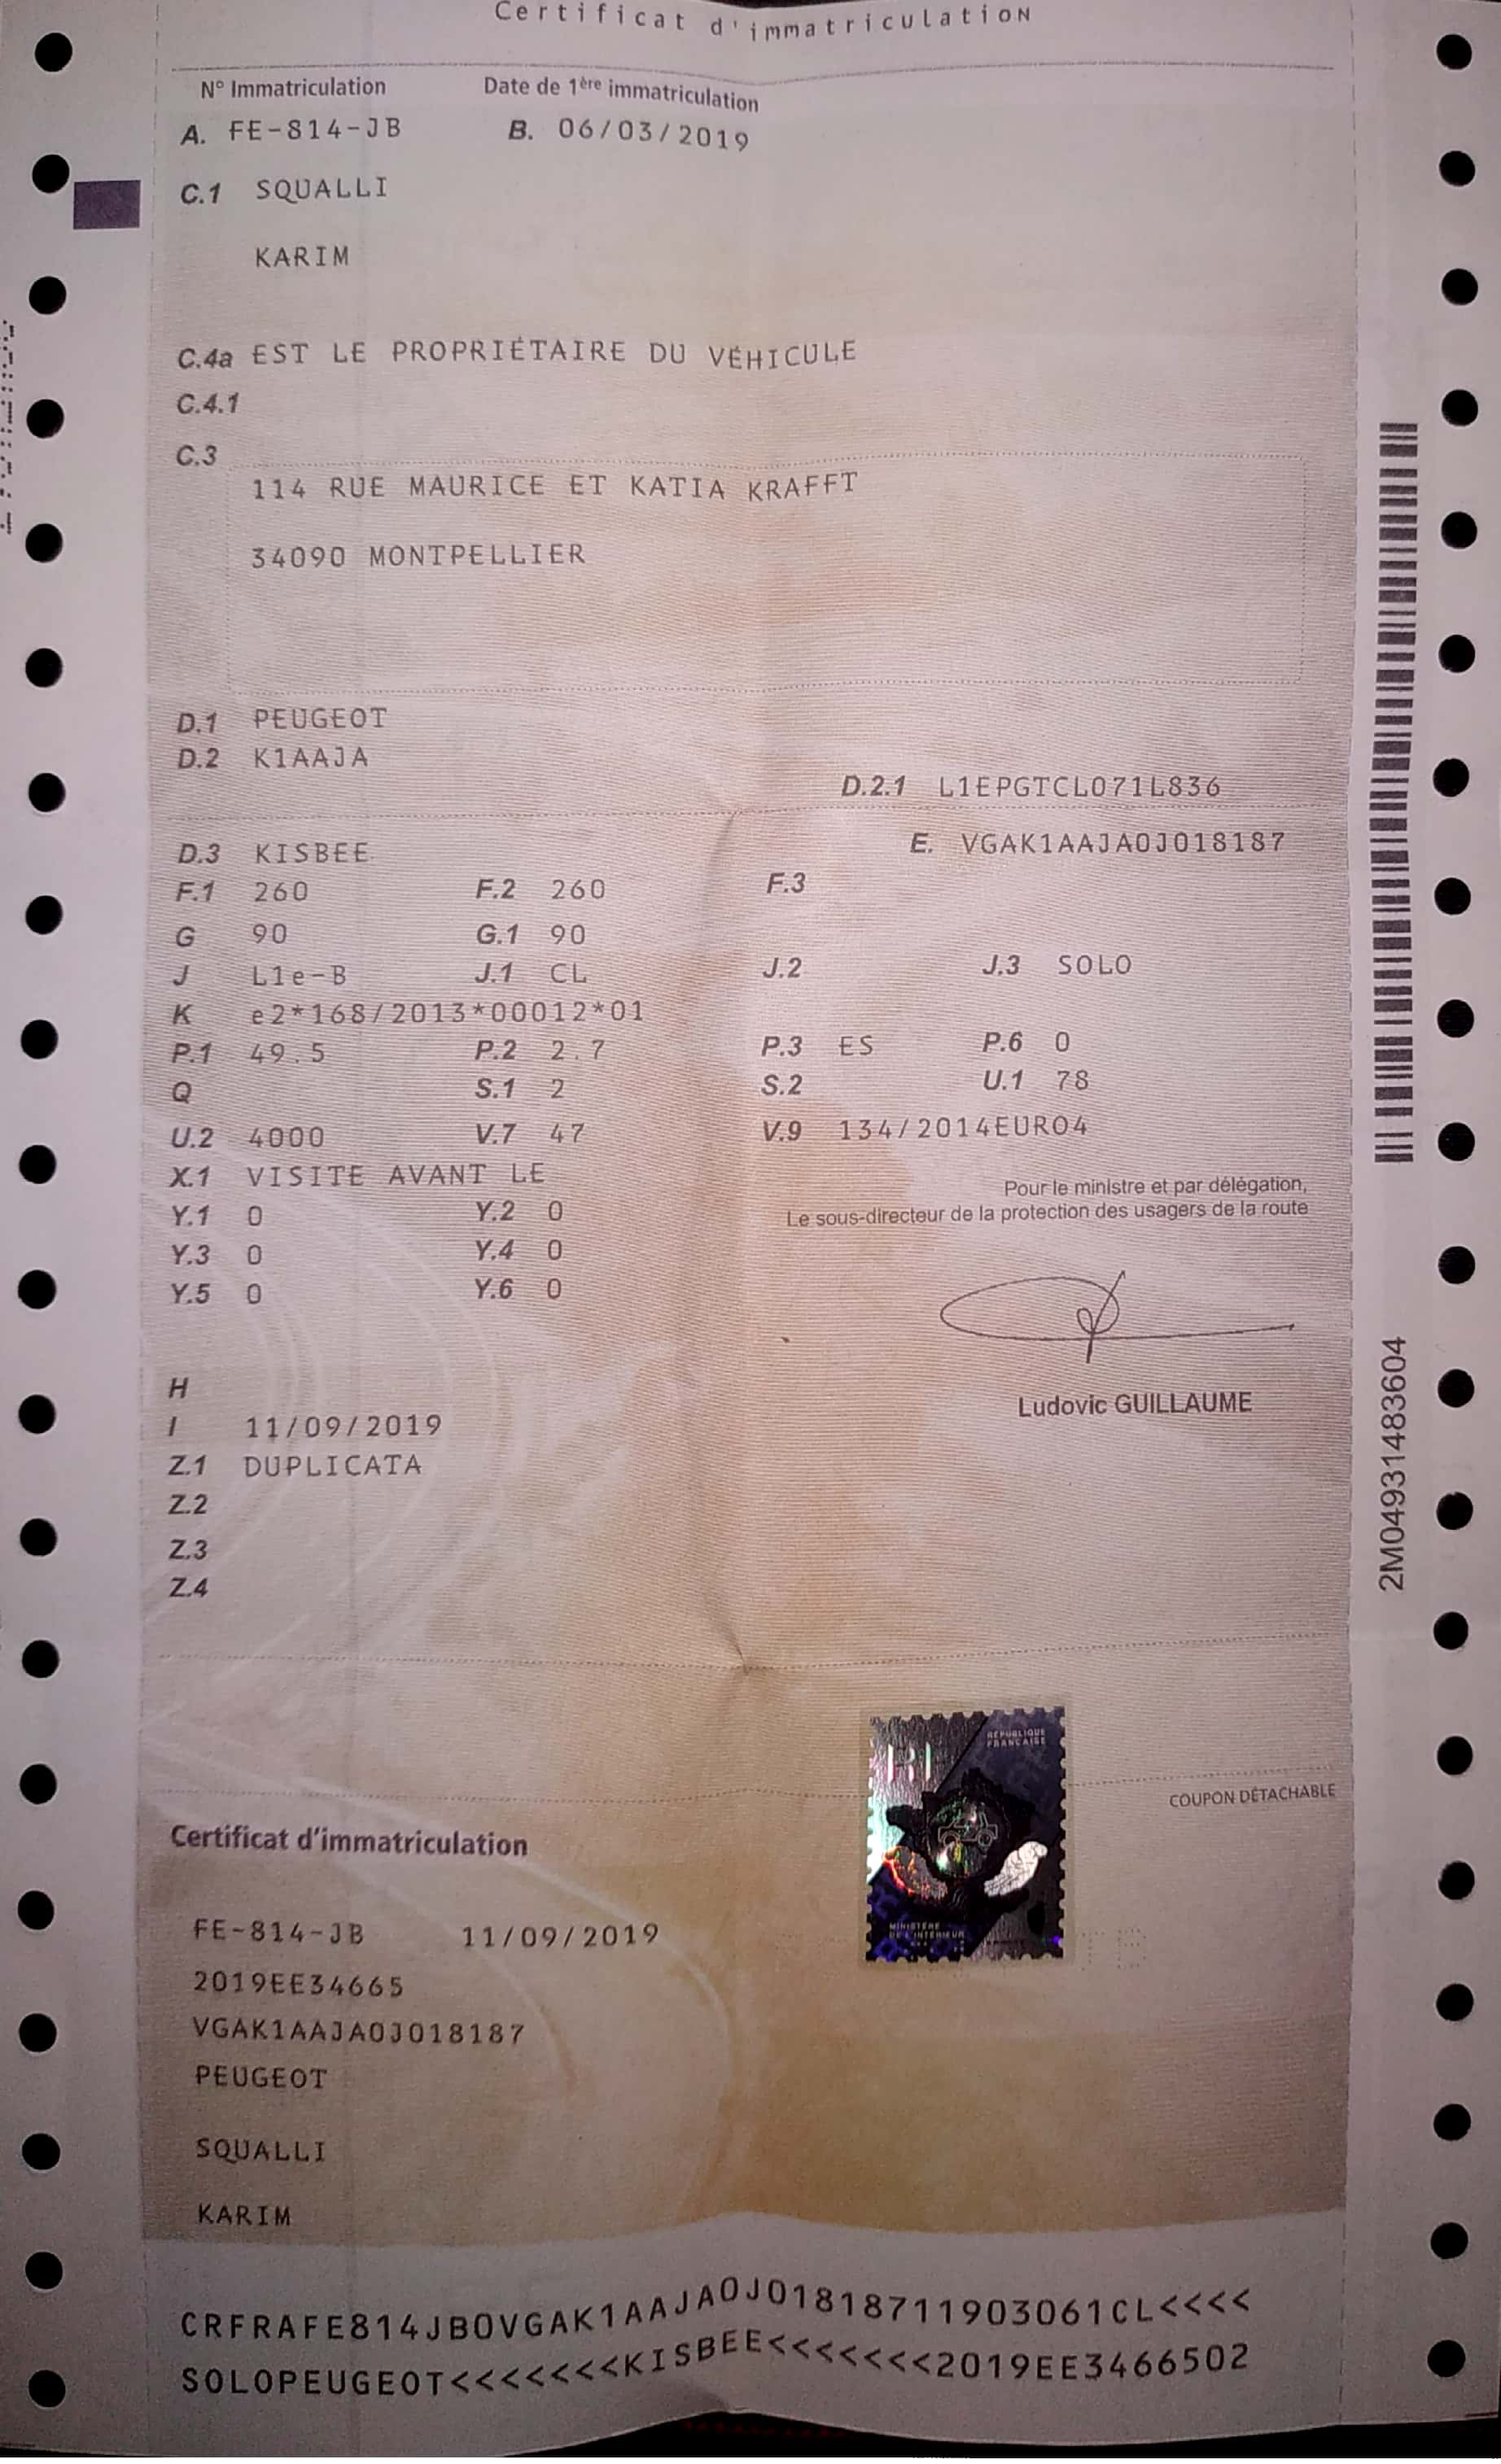 Certificat d'immatriculation
N° Immatriculation Date de 1ère immatriculation
A. FE-814-JB B. 06/03/2019
C.1 SQUALLI
KARIM
C.4a EST LE PROPRIÉTAIRE DU VÉHICULE
C.4.1
C.3
114 RUE MAURICE ET KATIA KRAFFT
34090 MONTPELLIER
D.1 PEUGEOT
D.2 K1AAJA
D.2.1 L1EPGTCL071L836
D.3 KISBEE E. VGAK1AAJA0J018187
F.1 260 F.2 260 F.3
G 90 G.1 90
J L1e-B J.1 CL J.2 J.3 SOLO
K e2*168/2013*00012*01
P.1 49.5 P.2 2.7 P.3 ES P.6 0
Q S.1 2 S.2 U.1 78
U.2 4000 V.7 47 V.9 134/2014EURO4
X.1 VISITE AVANT LE
Pour le ministre et par délégation,
Le sous-directeur de la protection des usagers de la route
Y.1 0 Y.2 0
Y.3 0 Y.4 0
Y.5 0 Y.6 0
H
Ludovic GUILLAUME
I 11/09/2019
Z.1 DUPLICATA
Z.2
Z.3
Z.4
2M04931483604
RÉPUBLIQUE
FRANÇAISE
MINISTÈRE
DE L'INTÉRIEUR
COUPON DÉTACHABLE
Certificat d'immatriculation
FE-814-JB 11/09/2019
2019EE34665
VGAK1AAJA0J018187
PEUGEOT
SQUALLI
KARIM
CRFRAFE814JB0VGAK1AAJA0J01818711903061CL<<<<
SOLOPEUGEOT<<<<<<<KISBEE<<<<<<<2019EE3466502